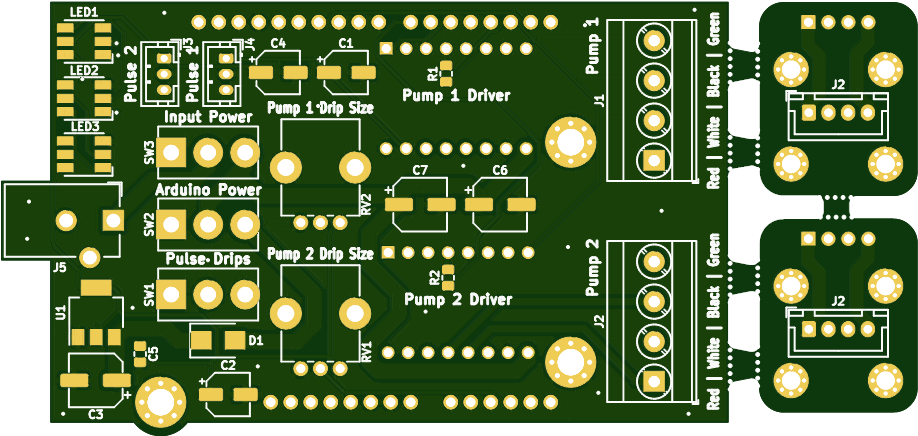 LED1
LED2
LED3
Pulse 2
J3
Pulse 1
J4
C4
C1
R1
Pump 1 Driver
Pump 1
J1
Red | White | Black | Green
J2
Pump 1 Drip Size
Input Power
SW3
RV2
C7
C6
Arduino Power
SW2
J5
Pulse Drips
SW1
Pump 2 Drip Size
R2
Pump 2 Driver
Pump 2
J2
Red | White | Black | Green
J2
U1
D1
RV1
C5
C2
C3